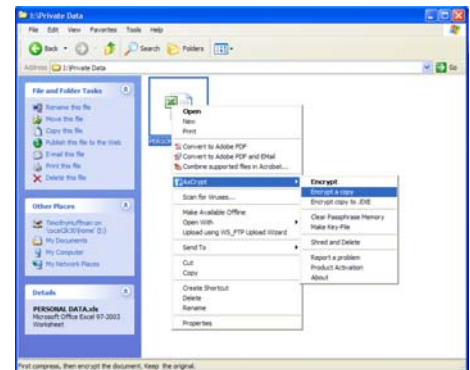 I:\Private Data
File Edit View Favorites Tools Help
Back Search Folders
Address I:\Private Data Go
File and Folder Tasks
Rename this file
Move this file
Copy this file
Publish this file to the Web
E-mail this file
Print this file
Delete this file
Other Places
My Documents
My Computer
My Network Places
Details
PERSONAL DATA.xls
Microsoft Office Excel 97-2003
Worksheet
Open
New
Print
Convert to Adobe PDF
Convert to Adobe PDF and EMail
Combine supported files in Acrobat...
AxCrypt
Scan for Viruses...
Make Available Offline
Open With
Upload using WS_FTP Upload Wizard
Send To
Cut
Copy
Create Shortcut
Delete
Rename
Properties
Encrypt
Encrypt a copy
Encrypt copy to .EXE
Clear Passphrase Memory
Make Key-File
Shred and Delete
Report a problem
Product Activation
About
First compress, then encrypt the document. Keep the original.